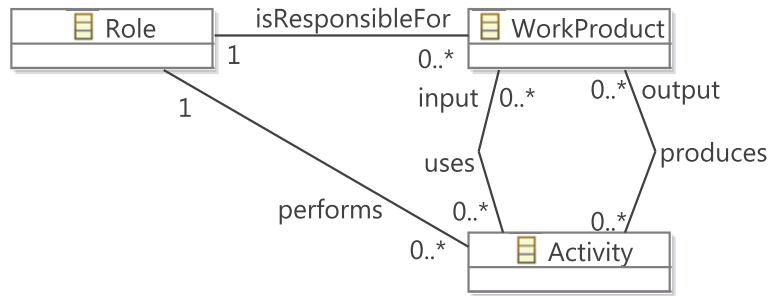 Role
isResponsibleFor
WorkProduct
1
0..*
1
input
0..*
0..*
output
uses
produces
performs
0..*
0..*
0..*
Activity